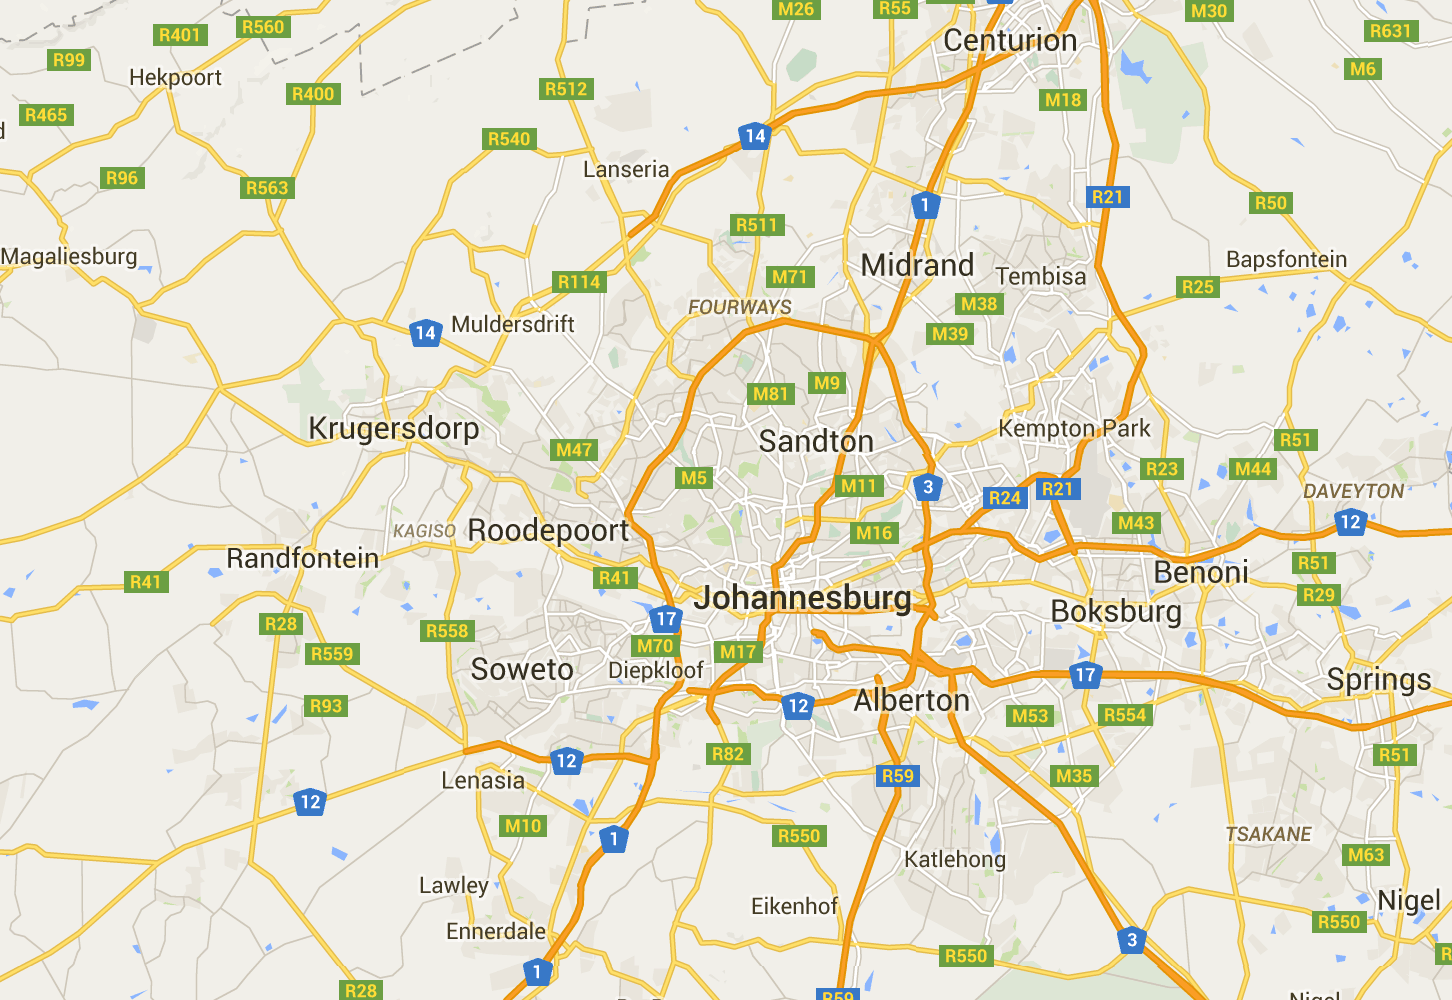 M26
R55
M30
R560
R401
R631
Centurion
R99
M6
Hekpoort
R512
R400
M18
R465
14
R540
Lanseria
R96
R563
R21
R50
1
R511
Magaliesburg
Bapsfontein
Midrand
Tembisa
M71
R114
R25
FOURWAYS
M38
Muldersdrift
14
M39
M9
M81
Krugersdorp
Kempton Park
Sandton
R51
M47
R23
M44
M5
M11
3
R24
R21
DAVEYTON
12
M43
KAGISO
Roodepoort
M16
Randfontein
R51
Benoni
R41
R41
R29
Johannesburg
Boksburg
17
R28
R558
M70
M17
R559
Soweto
Diepkloof
17
Springs
Alberton
R93
12
M53
R554
R82
R51
12
R59
M35
Lenasia
12
M10
R550
TSAKANE
1
M63
Katlehong
Lawley
Nigel
Eikenhof
R550
Ennerdale
3
R550
1
R28
R59
Nigel